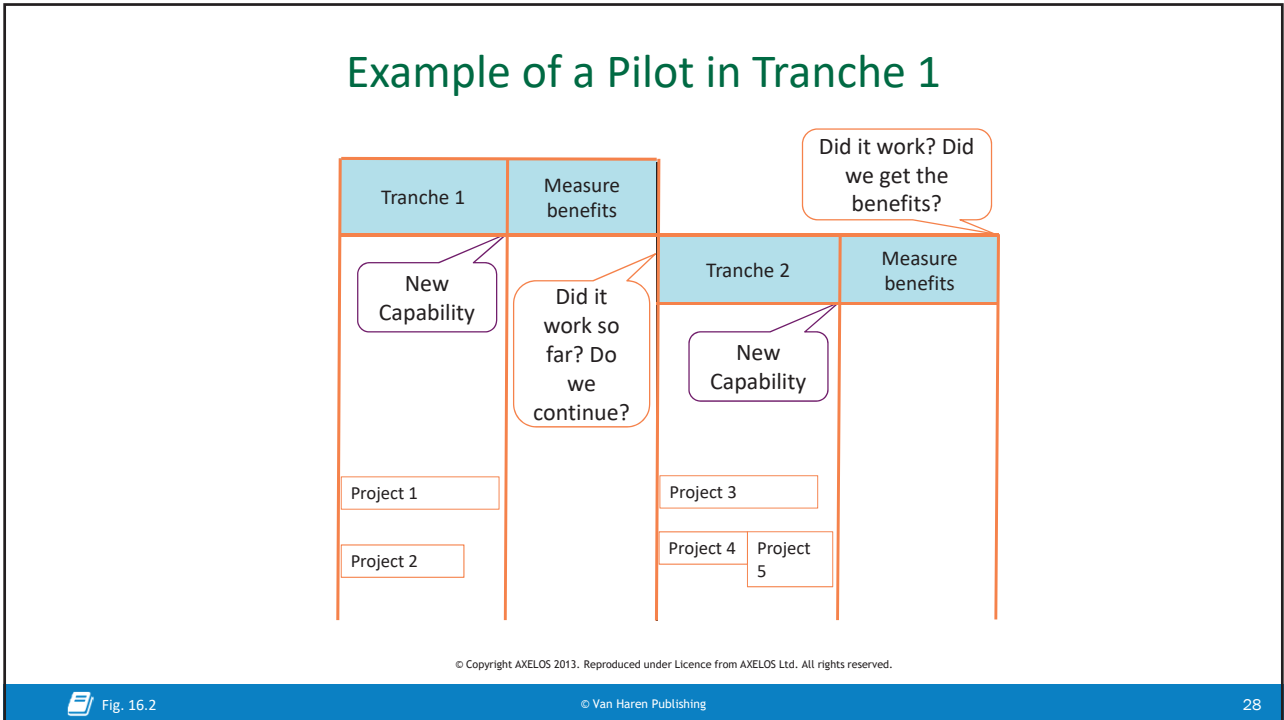 Example of a Pilot in Tranche 1
Did it work? Did
we get the
benefits?
Tranche 1
Measure
benefits
Tranche 2
Measure
benefits
New
Capability
Did it
work so
far? Do
we
continue?
New
Capability
Project 1
Project 3
Project 2
Project 4
Project
5
© Copyright AXELOS 2013. Reproduced under Licence from AXELOS Ltd. All rights reserved.
Fig. 16.2
© Van Haren Publishing
28